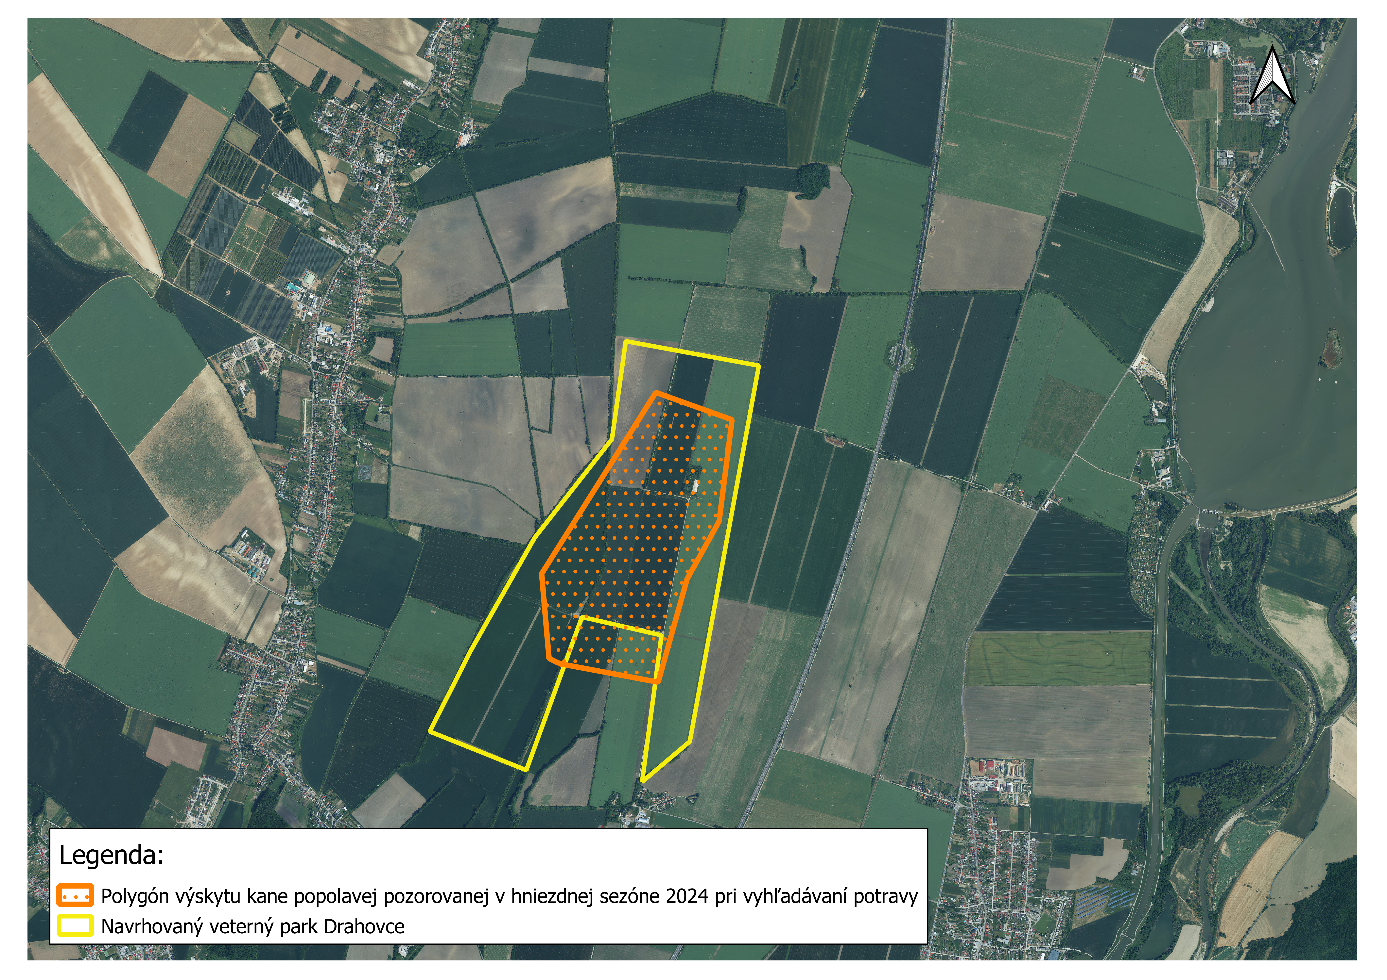 Legenda:
Polygón výskytu kane popolavej pozorovanej v hniezdnej sezóne 2024 pri vyhľadávaní potravy
Navrhovaný veterný park Drahovce